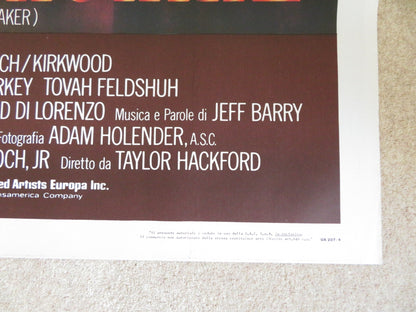 AKER)
CH/KIRKWOOD
RKEY TOVAH FELDSHUH
D DI LORENZO Musica e Parole di JEFF BARRY
Fotografia ADAM HOLENDER, A.S.C.
OCH, JR Diretto da TAYLOR HACKFORD
ed Artists Europa Inc.
nsamerica Company